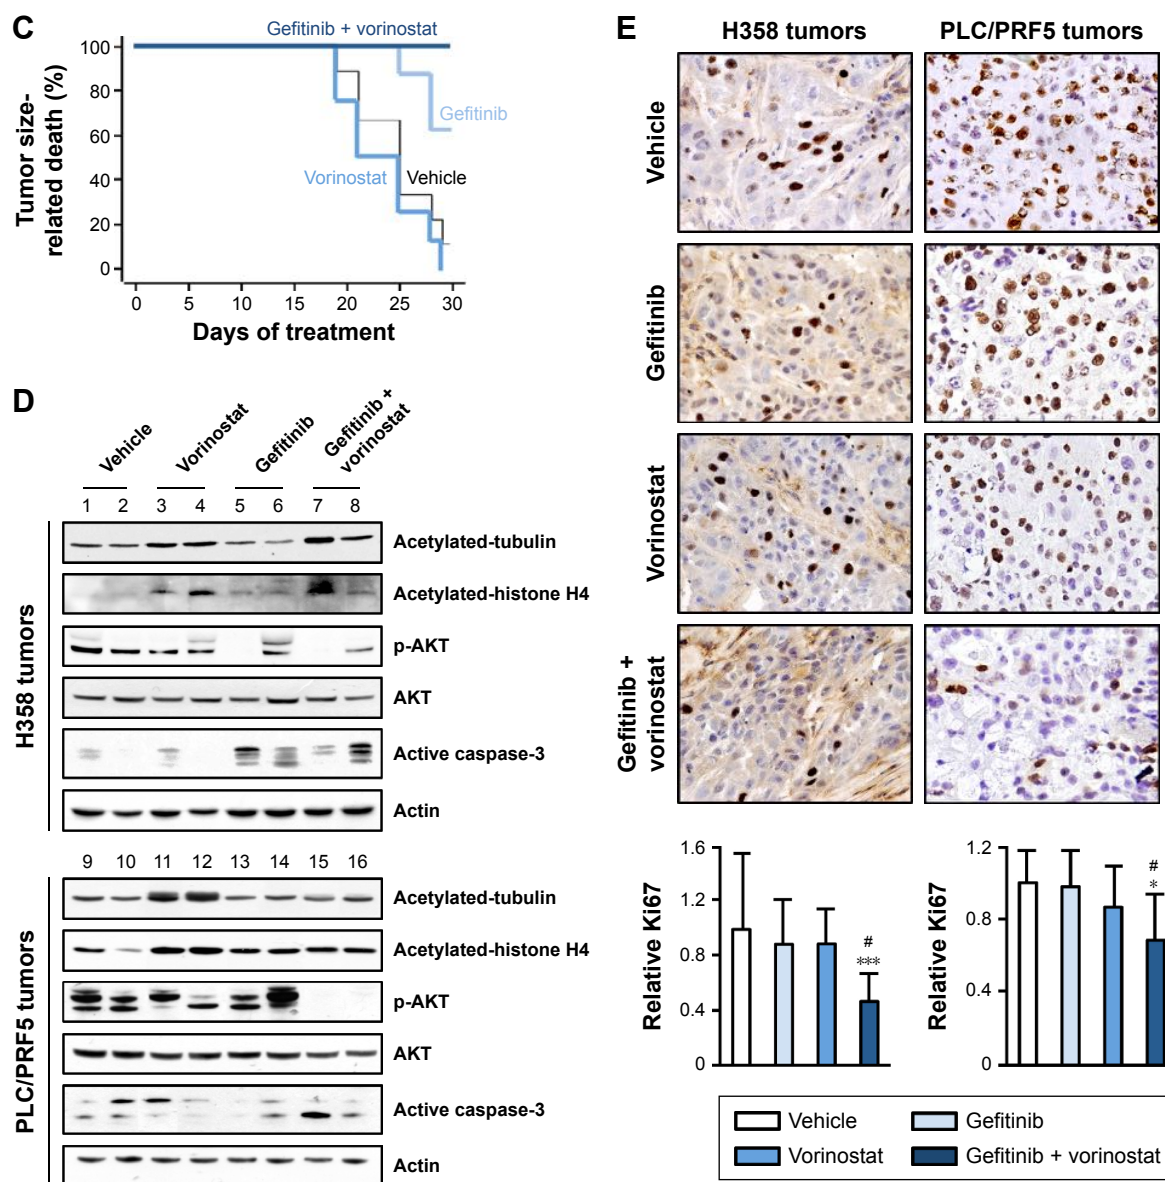 C
Gefitinib + vorinostat
Tumor size-
related death (%)
100
80
60
40
20
0
Gefitinib
Vorinostat
Vehicle
0 5 10 15 20 25 30
Days of treatment
D
Vehicle
Vorinostat
Gefitinib
Gefitinib +
vorinostat
1 2 3 4 5 6 7 8
H358 tumors
Acetylated-tubulin
Acetylated-histone H4
p-AKT
AKT
Active caspase-3
Actin
9 10 11 12 13 14 15 16
PLC/PRF5 tumors
Acetylated-tubulin
Acetylated-histone H4
p-AKT
AKT
Active caspase-3
Actin
E
H358 tumors
PLC/PRF5 tumors
Vehicle
Gefitinib
Vorinostat
Gefitinib +
vorinostat
Relative Ki67
1.6
1.2
0.8
0.4
0
#
***
Relative Ki67
1.2
0.8
0.4
0
#
*
Vehicle
Gefitinib
Vorinostat
Gefitinib + vorinostat